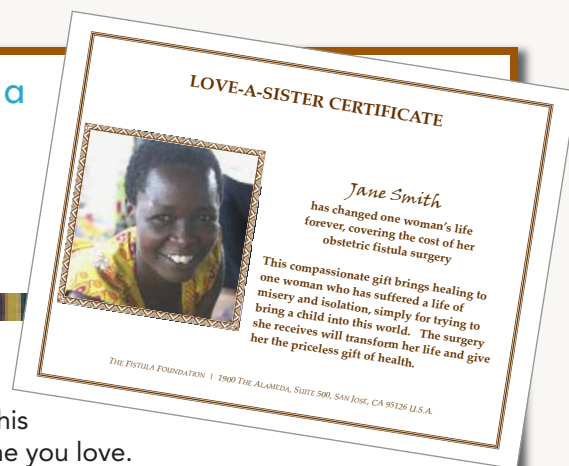 a
LOVE-A-SISTER CERTIFICATE
Jane Smith
has changed one woman's life
forever, covering the cost of her
obstetric fistula surgery
This compassionate gift brings healing to
one woman who has suffered a life of
misery and isolation, simply for trying to
bring a child into this world.   The surgery
she receives will transform her life and give
her the priceless gift of health.
THE FISTULA FOUNDATION | 1900 THE ALAMEDA, SUITE 500, SAN JOSE, CA 95126 U.S.A.
his
e you love.